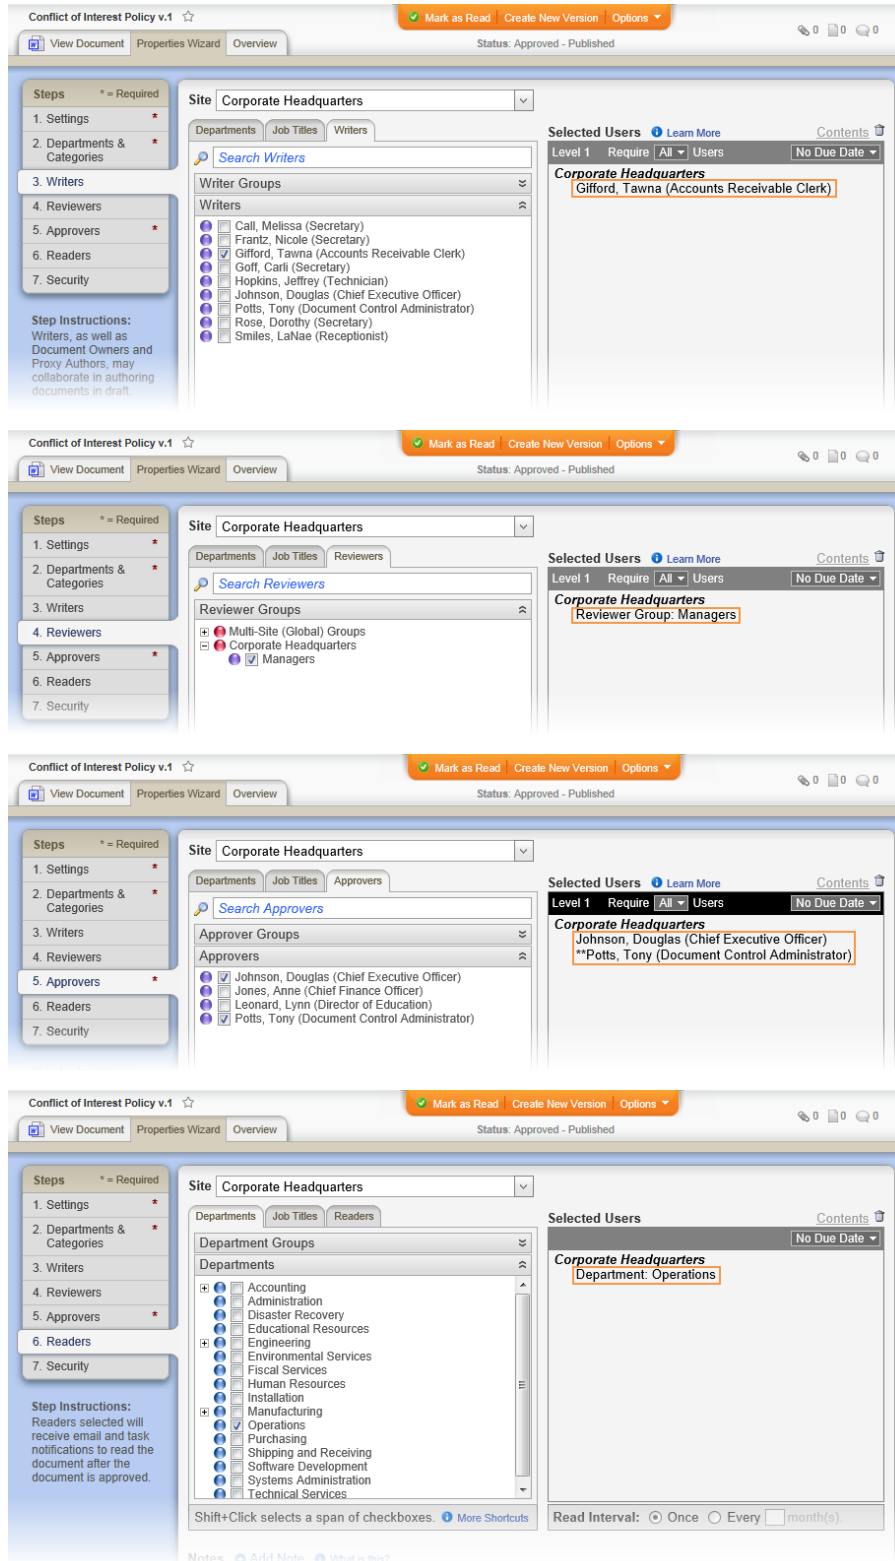 Conflict of Interest Policy v.1
Mark as Read Create New Version Options
0 0 0
View Document Properties Wizard Overview
Status: Approved - Published
Steps * = Required
1. Settings *
2. Departments & Categories *
3. Writers
4. Reviewers
5. Approvers *
6. Readers
7. Security
Step Instructions:
Writers, as well as
Document Owners and
Proxy Authors, may
collaborate in authoring
documents in draft.
Site Corporate Headquarters
Departments Job Titles Writers
Search Writers
Writer Groups
Writers
Call, Melissa (Secretary)
Frantz, Nicole (Secretary)
Gifford, Tawna (Accounts Receivable Clerk)
Goff, Carli (Secretary)
Hopkins, Jeffrey (Technician)
Johnson, Douglas (Chief Executive Officer)
Potts, Tony (Document Control Administrator)
Rose, Dorothy (Secretary)
Smiles, LaNae (Receptionist)
Selected Users Learn More Contents
Level 1 Require All Users No Due Date
Corporate Headquarters
Gifford, Tawna (Accounts Receivable Clerk)
Conflict of Interest Policy v.1
Mark as Read Create New Version Options
0 0 0
View Document Properties Wizard Overview
Status: Approved - Published
Steps * = Required
1. Settings *
2. Departments & Categories *
3. Writers
4. Reviewers
5. Approvers *
6. Readers
7. Security
Site Corporate Headquarters
Departments Job Titles Reviewers
Search Reviewers
Reviewer Groups
Multi-Site (Global) Groups
Corporate Headquarters
Managers
Selected Users Learn More Contents
Level 1 Require All Users No Due Date
Corporate Headquarters
Reviewer Group: Managers
Conflict of Interest Policy v.1
Mark as Read Create New Version Options
0 0 0
View Document Properties Wizard Overview
Status: Approved - Published
Steps * = Required
1. Settings *
2. Departments & Categories *
3. Writers
4. Reviewers
5. Approvers *
6. Readers
7. Security
Site Corporate Headquarters
Departments Job Titles Approvers
Search Approvers
Approver Groups
Approvers
Johnson, Douglas (Chief Executive Officer)
Jones, Anne (Chief Finance Officer)
Leonard, Lynn (Director of Education)
Potts, Tony (Document Control Administrator)
Selected Users Learn More Contents
Level 1 Require All Users No Due Date
Corporate Headquarters
Johnson, Douglas (Chief Executive Officer)
**Potts, Tony (Document Control Administrator)
Conflict of Interest Policy v.1
Mark as Read Create New Version Options
0 0 0
View Document Properties Wizard Overview
Status: Approved - Published
Steps * = Required
1. Settings *
2. Departments & Categories *
3. Writers
4. Reviewers
5. Approvers *
6. Readers
7. Security
Step Instructions:
Readers selected will
receive email and task
notifications to read the
document after the
document is approved.
Site Corporate Headquarters
Departments Job Titles Readers
Department Groups
Departments
Accounting
Administration
Disaster Recovery
Educational Resources
Engineering
Environmental Services
Fiscal Services
Human Resources
Installation
Manufacturing
Operations
Purchasing
Shipping and Receiving
Software Development
Systems Administration
Technical Services
Shift+Click selects a span of checkboxes. More Shortcuts
Selected Users Contents
No Due Date
Corporate Headquarters
Department: Operations
Read Interval: Once Every month(s).
Notes Add Note What is this?